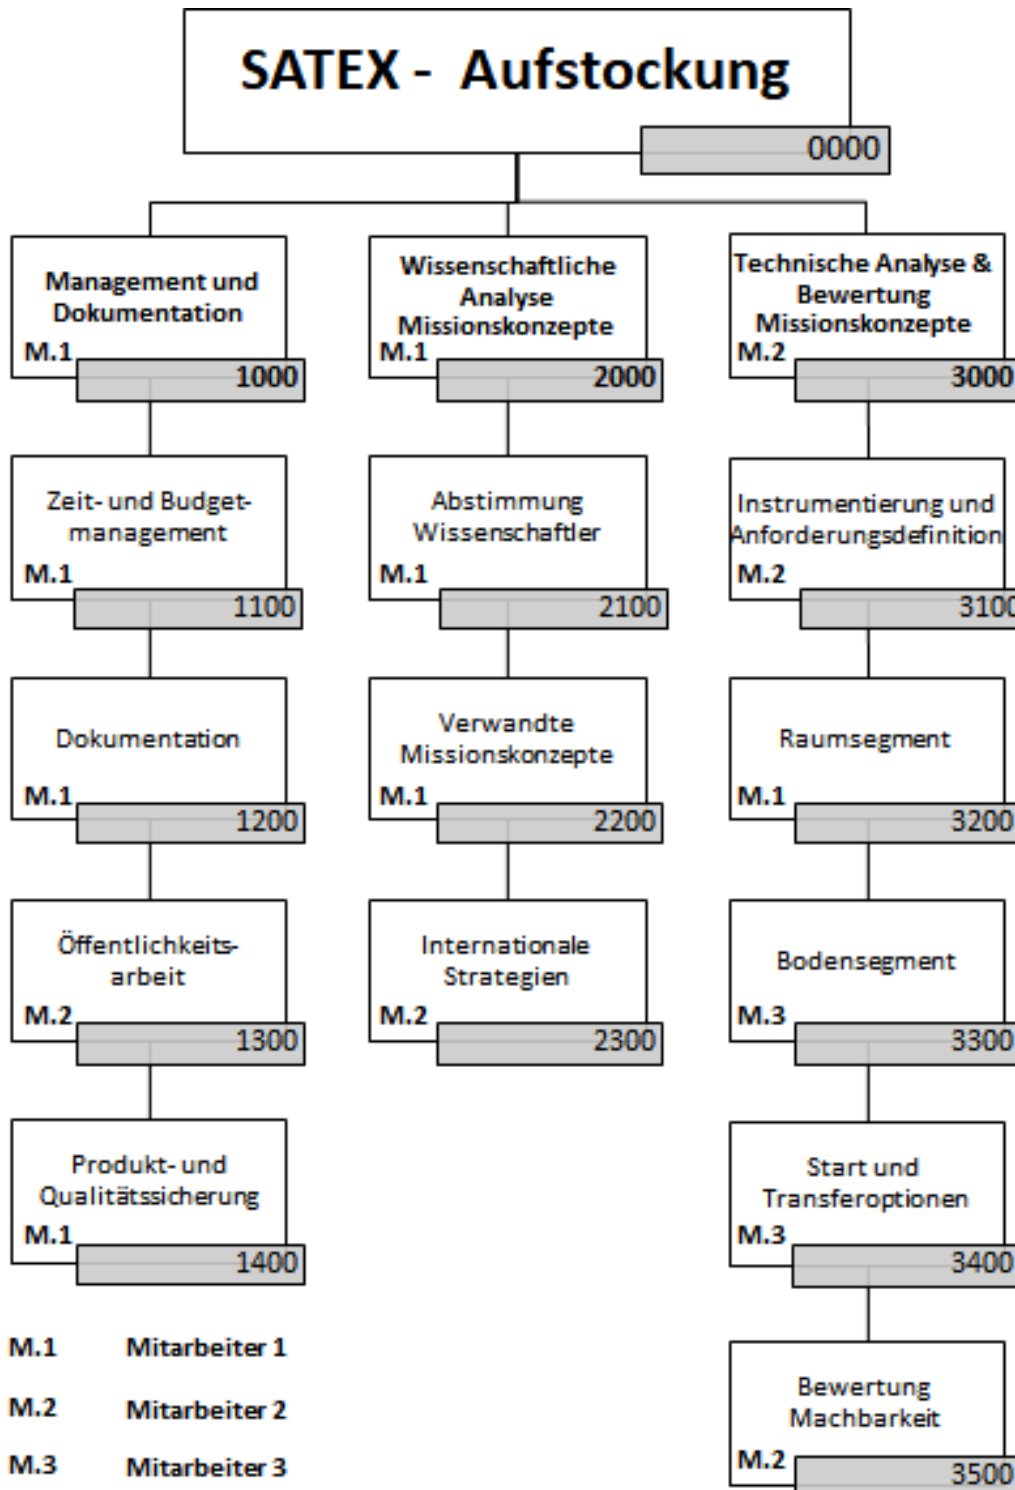 SATEX - Aufstockung
0000
Management und
Dokumentation
M.1
1000
Zeit- und Budget-
management
M.1
1100
Dokumentation
M.1
1200
Öffentlichkeits-
arbeit
M.2
1300
Produkt- und
Qualitätssicherung
M.1
1400
Wissenschaftliche
Analyse
Missionskonzepte
M.1
2000
Abstimmung
Wissenschaftler
M.1
2100
Verwandte
Missionskonzepte
M.1
2200
Internationale
Strategien
M.2
2300
Technische Analyse &
Bewertung
Missionskonzepte
M.2
3000
Instrumentierung und
Anforderungsdefinition
M.2
3100
Raumsegment
M.1
3200
Bodensegment
M.3
3300
Start und
Transferoptionen
M.3
3400
Bewertung
Machbarkeit
M.2
3500
M.1 Mitarbeiter 1
M.2 Mitarbeiter 2
M.3 Mitarbeiter 3